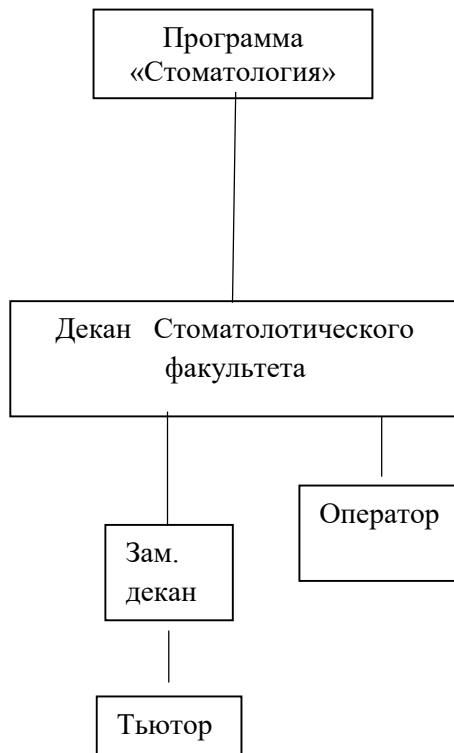 Программа
«Стоматология»
Декан Стоматолотического
факультета
Оператор
Зам.
декан
Тьютор